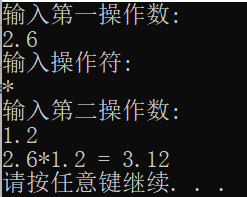 输入第一操作数:
2.6
输入操作符:
*
输入第二操作数:
1.2
2.6*1.2 = 3.12
请按任意键继续. . .